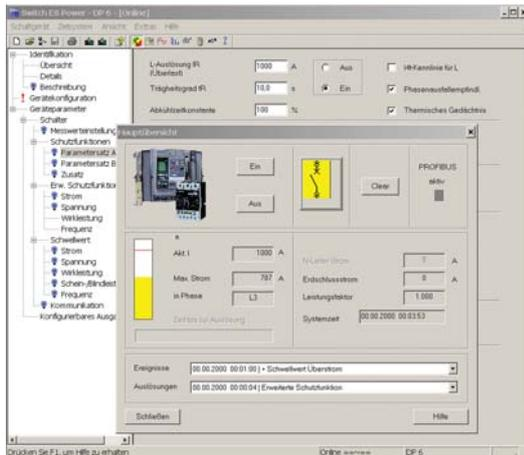 Switch ES Power - DP 6 - [Online]
Schaltgerät Zielsystem Ansicht Extras Hilfe
Identifikation
Übersicht
Details
Beschreibung
Gerätekonfiguration
Geräteparameter
Schalter
Messwerteinstellung
Schutzfunktionen
Parametersatz A
Parametersatz B
Zusatz
Erw. Schutzfunktion
Strom
Spannung
Wirkleistung
Frequenz
Schwellwert
Strom
Spannung
Wirkleistung
Schein-/Blindleist
Frequenz
Kommunikation
Konfigurierbares Ausga
L-Auslösung IR
(Überlast)
1000 A
Aus
I4t-Kennlinie für L
Trägheitsgrad tR
10,0 s
Ein
Phasenausfallempfindl.
Abkühlzeitkonstante
100 %
Thermisches Gedächtnis
Hauptübersicht
Ein
Aus
Clear
PROFIBUS
aktiv
Akt. I
1000 A
Max. Strom
787 A
in Phase
L3
Zeit bis zur Auslösung
N-Leiter Strom
0 A
Erdschlussstrom
0 A
Leistungsfaktor
1.000
Systemzeit
00.00.2000 00:03:53
Ereignisse
00.00.2000 00:01:00 | + Schwellwert Überstrom
Auslösungen
00.00.2000 00:00:04 | Erweiterte Schutzfunktion
Schließen
Hilfe
Drücken Sie F1, um Hilfe zu erhalten
Online
DP 6